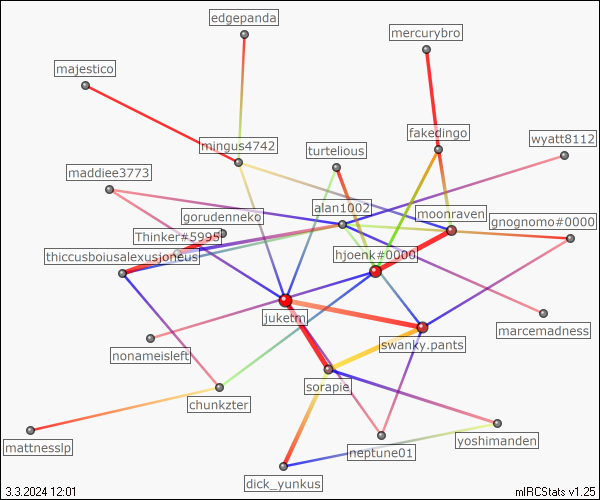 edgepanda
mercurybro
majestico
fakedingo
wyatt8112
mingus4742
turtelious
maddiee3773
alan1002
moonraven
gorudenneko
gnognomo#0000
Thinker#5995
thiccusboiusalexusjoneus
hjoenk#0000
juketrn
marcemadness
swanky.pants
nonameisleft
sorapie
chunkzter
mattnesslp
neptune01
yoshimanden
dick_yunkus
3.3.2024 12:01
mIRCStats v1.25